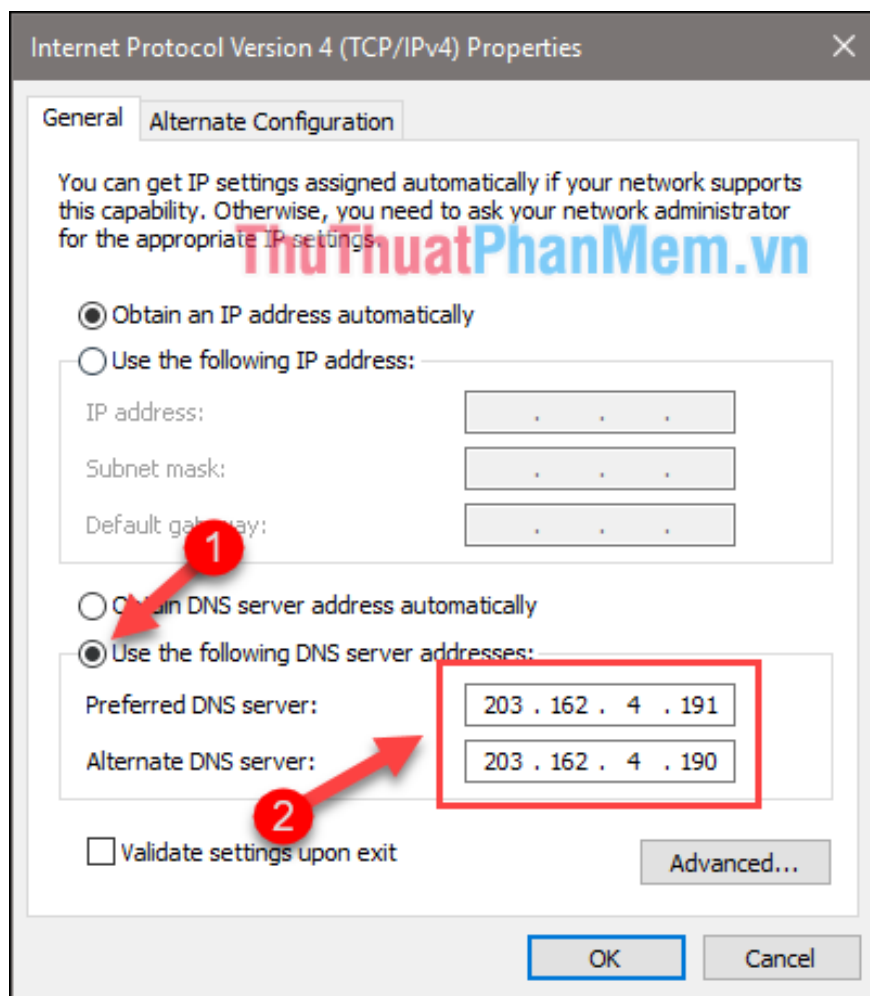 Internet Protocol Version 4 (TCP/IPv4) Properties
General
Alternate Configuration
You can get IP settings assigned automatically if your network supports
this capability. Otherwise, you need to ask your network administrator
for the appropriate IP settings.
ThuThuatPhanMem.vn
Obtain an IP address automatically
Use the following IP address:
IP address: . . .
Subnet mask: . . .
Default gateway: . . .
1
Obtain DNS server address automatically
Use the following DNS server addresses:
Preferred DNS server: 203 . 162 . 4 . 191
Alternate DNS server: 203 . 162 . 4 . 190
2
Validate settings upon exit
Advanced...
OK
Cancel